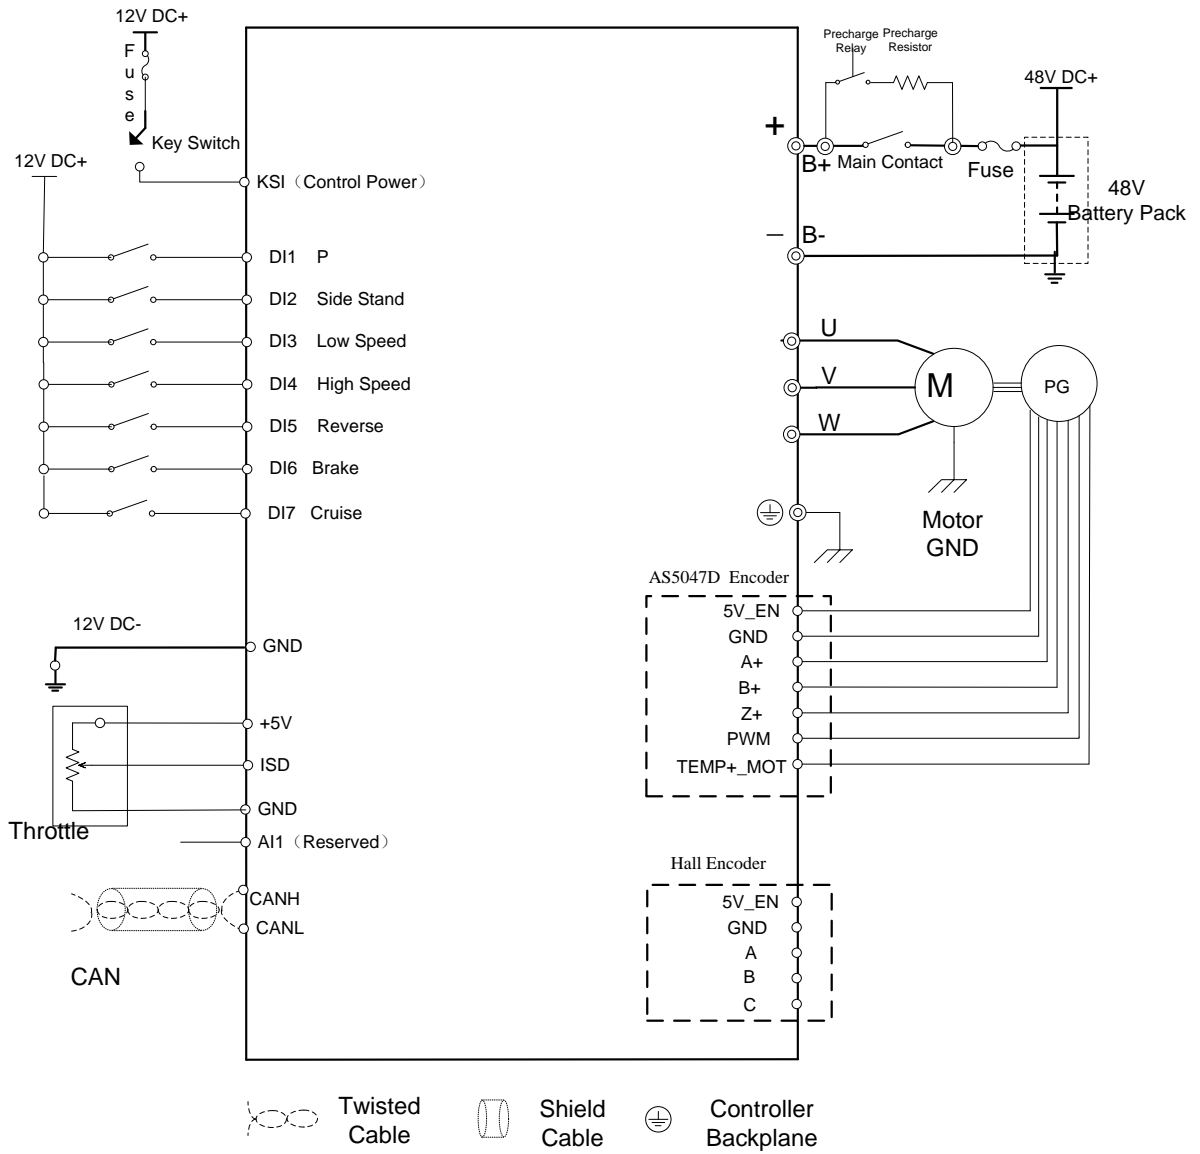 12V DC+
Fuse
Key Switch
12V DC+
KSI（Control Power）
DI1 P
DI2 Side Stand
DI3 Low Speed
DI4 High Speed
DI5 Reverse
DI6 Brake
DI7 Cruise
12V DC-
GND
+5V
ISD
GND
Throttle
AI1（Reserved）
CANH
CANL
CAN
Precharge Relay
Precharge Resistor
48V DC+
+
B+
Main Contact
Fuse
48V
Battery Pack
－
B-
U
V
W
M
PG
Motor
GND
AS5047D Encoder
5V_EN
GND
A+
B+
Z+
PWM
TEMP+_MOT
Hall Encoder
5V_EN
GND
A
B
C
Twisted
Cable
Shield
Cable
Controller
Backplane